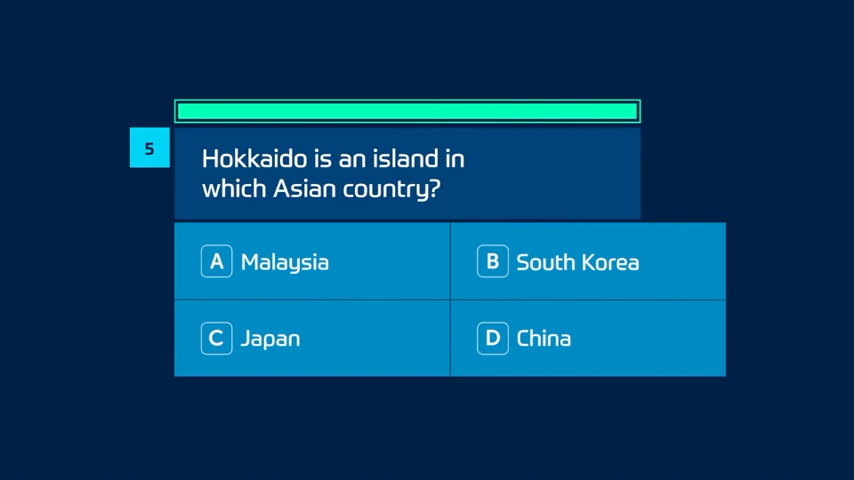 5
Hokkaido is an island in
which Asian country?
A Malaysia
B South Korea
C Japan
D China